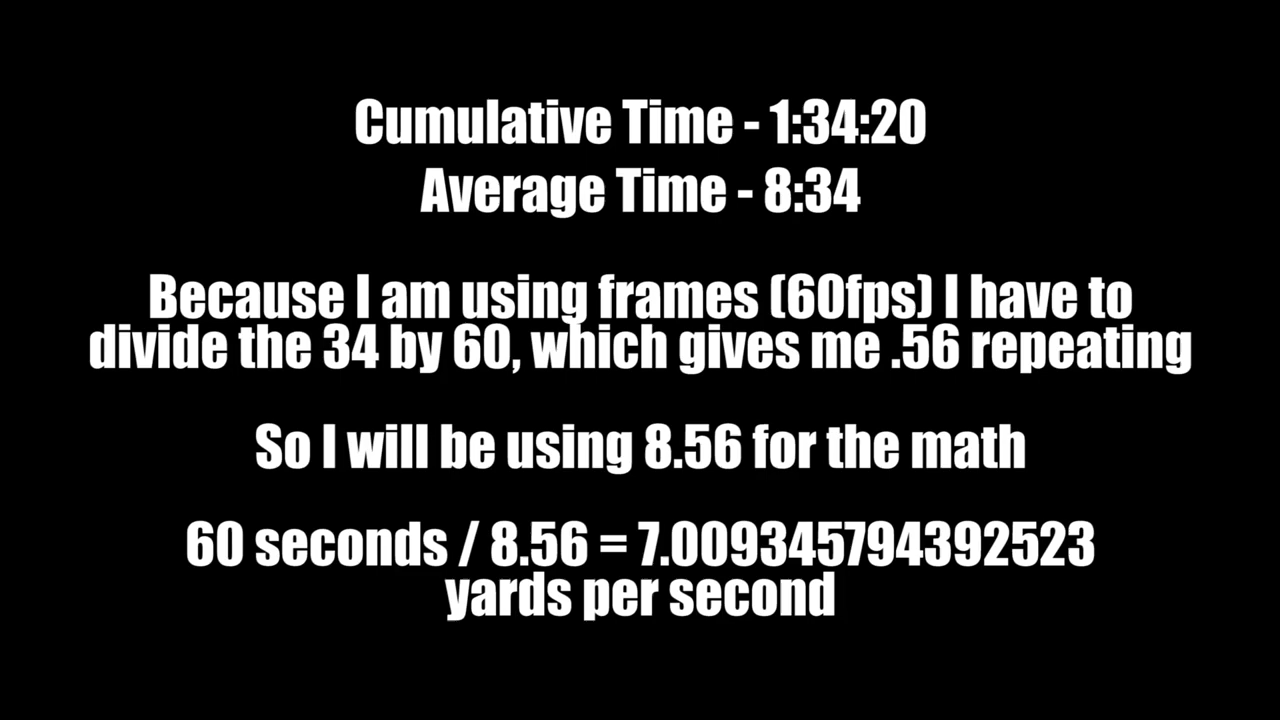 Cumulative Time - 1:34:20
Average Time - 8:34
Because I am using frames (60fps) I have to
divide the 34 by 60, which gives me .56 repeating
So I will be using 8.56 for the math
60 seconds / 8.56 = 7.009345794392523
yards per second